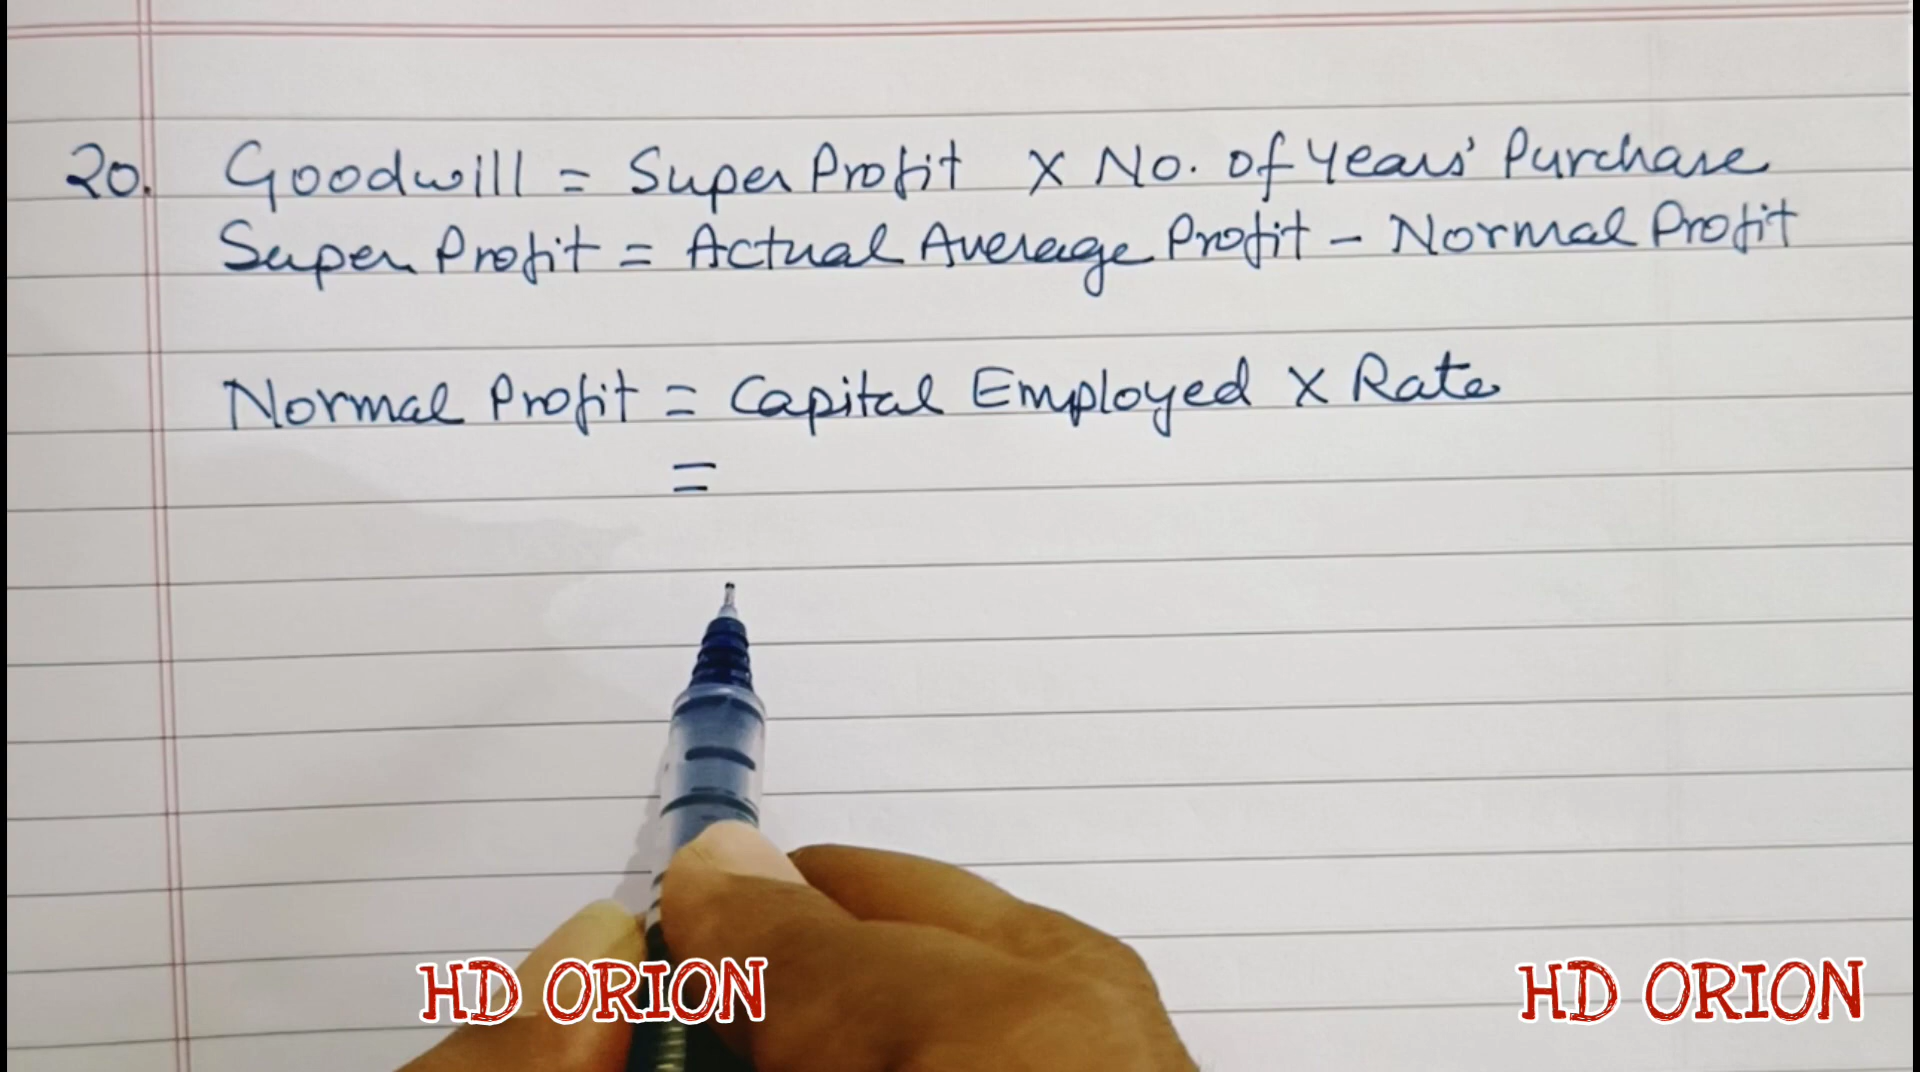 20. Goodwill = Super Profit X No. Of Years' Purchase
Super Profit = Actual Average Profit - Normal Profit
Normal Profit = Capital Employed X Rate
=
HD ORION HD ORION